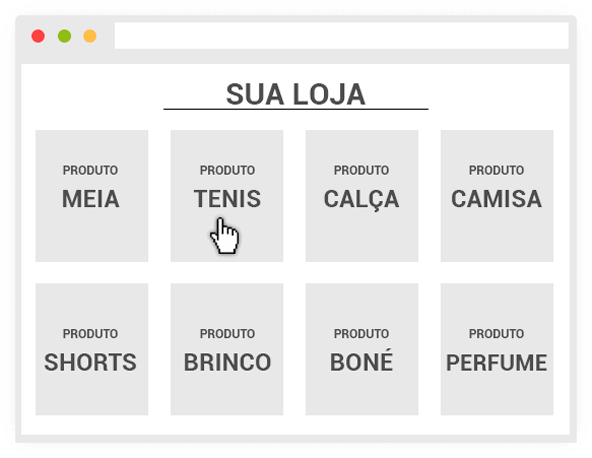 SUA LOJA
PRODUTO
MEIA
PRODUTO
TENIS
PRODUTO
CALÇA
PRODUTO
CAMISA
PRODUTO
SHORTS
PRODUTO
BRINCO
PRODUTO
BONÉ
PRODUTO
PERFUME